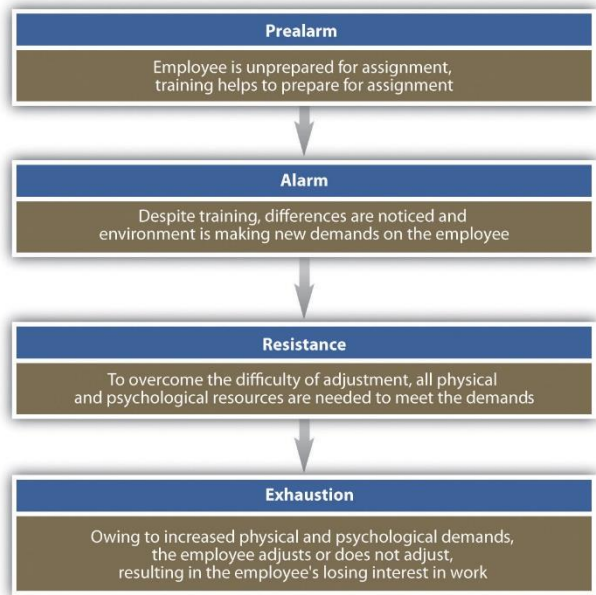 Prealarm
Employee is unprepared for assignment,
training helps to prepare for assignment
Alarm
Despite training, differences are noticed and
environment is making new demands on the employee
Resistance
To overcome the difficulty of adjustment, all physical
and psychological resources are needed to meet the demands
Exhaustion
Owing to increased physical and psychological demands,
the employee adjusts or does not adjust,
resulting in the employee's losing interest in work